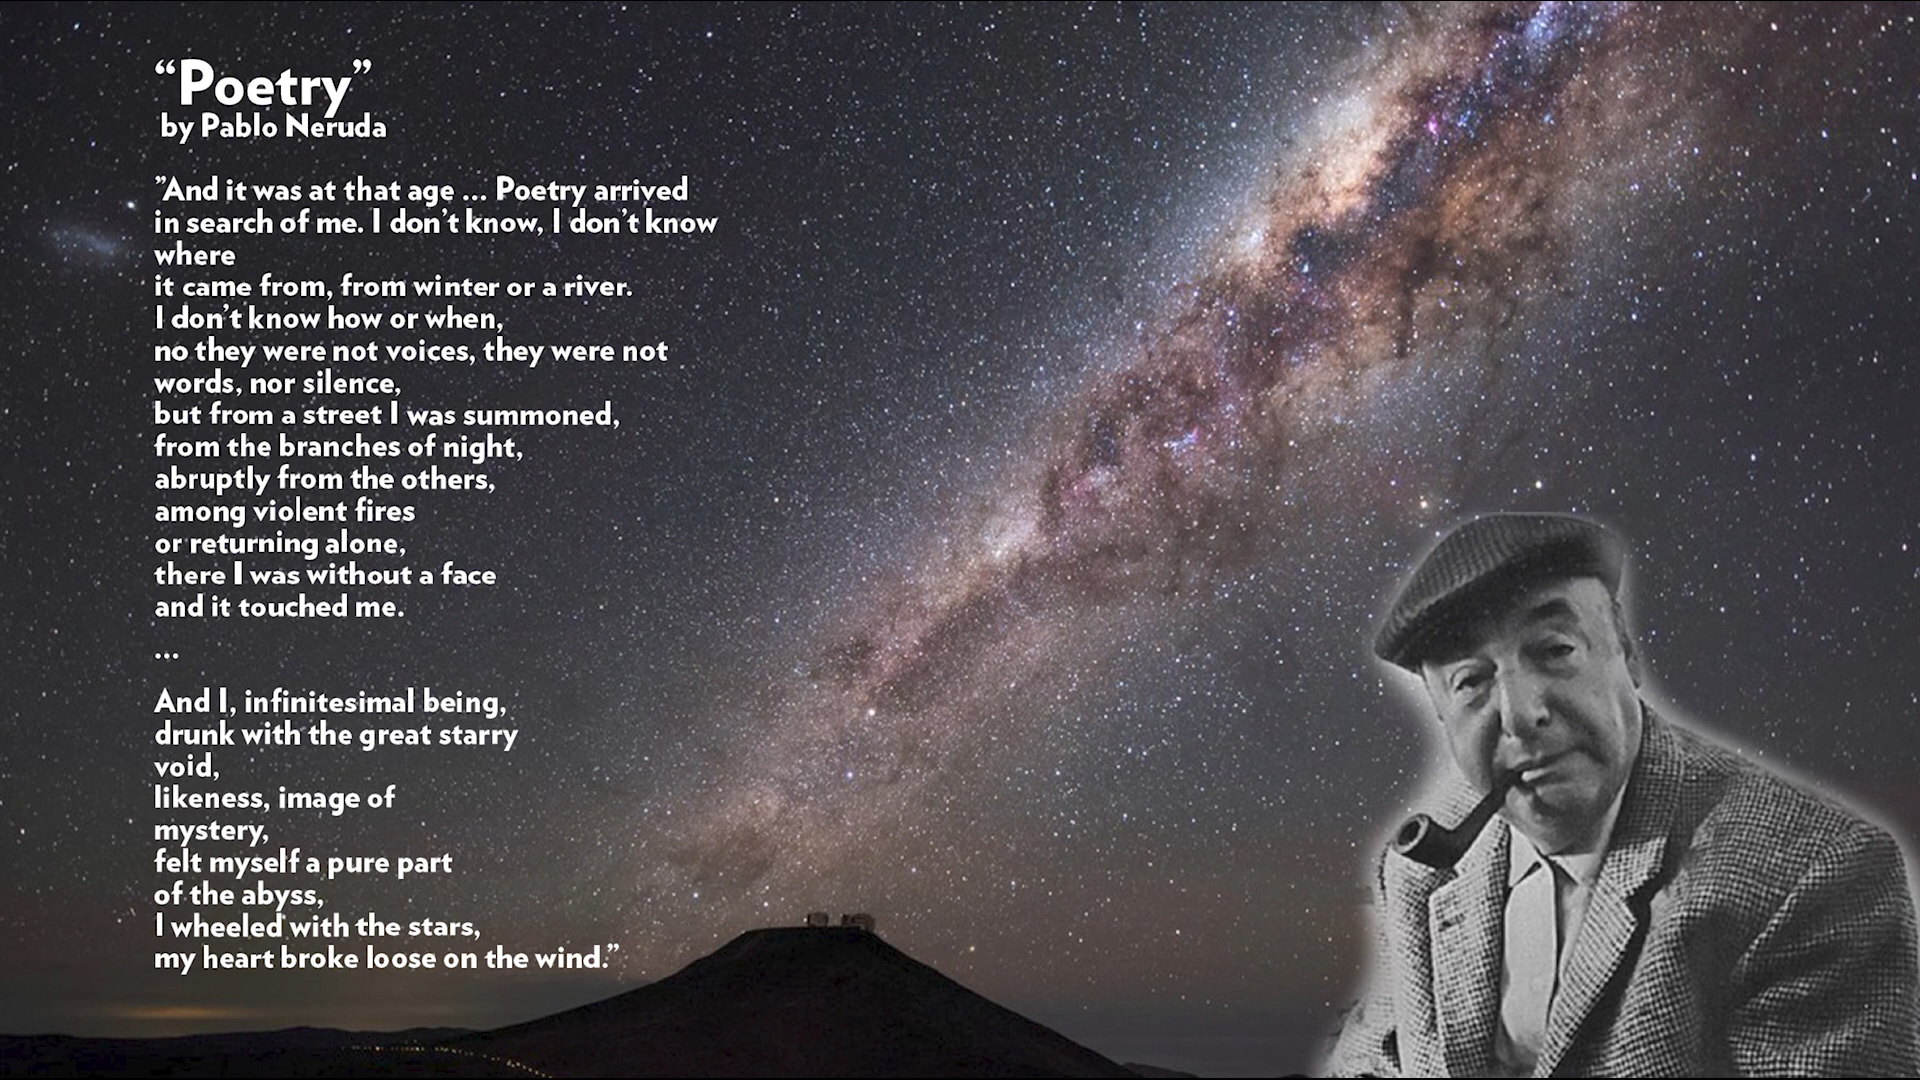 “Poetry”
by Pablo Neruda
”And it was at that age ... Poetry arrived
in search of me. I don’t know, I don’t know
where
it came from, from winter or a river.
I don’t know how or when,
no they were not voices, they were not
words, nor silence,
but from a street I was summoned,
from the branches of night,
abruptly from the others,
among violent fires
or returning alone,
there I was without a face
and it touched me.
...
And I, infinitesimal being,
drunk with the great starry
void,
likeness, image of
mystery,
felt myself a pure part
of the abyss,
I wheeled with the stars,
my heart broke loose on the wind.”